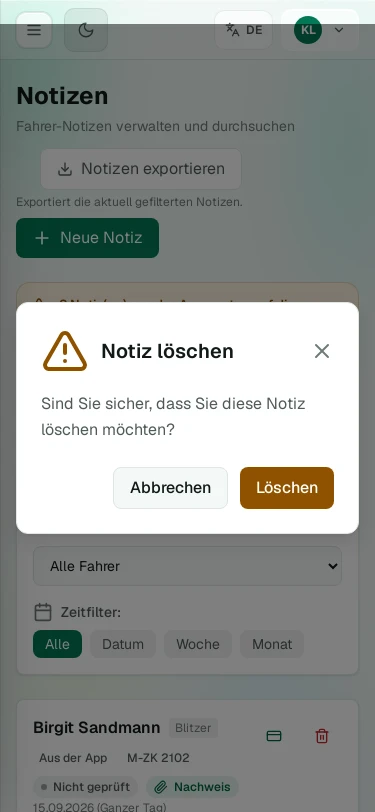 DE
KL
Notizen
Fahrer-Notizen verwalten und durchsuchen
Notizen exportieren
Exportiert die aktuell gefilterten Notizen.
Neue Notiz
Notiz löschen
Sind Sie sicher, dass Sie diese Notiz
löschen möchten?
Abbrechen
Löschen
Alle Fahrer
Zeitfilter:
Alle
Datum
Woche
Monat
Birgit Sandmann
Blitzer
Aus der App
M-ZK 2102
Nicht geprüft
Nachweis
15.09.2026 (Ganzer Tag)